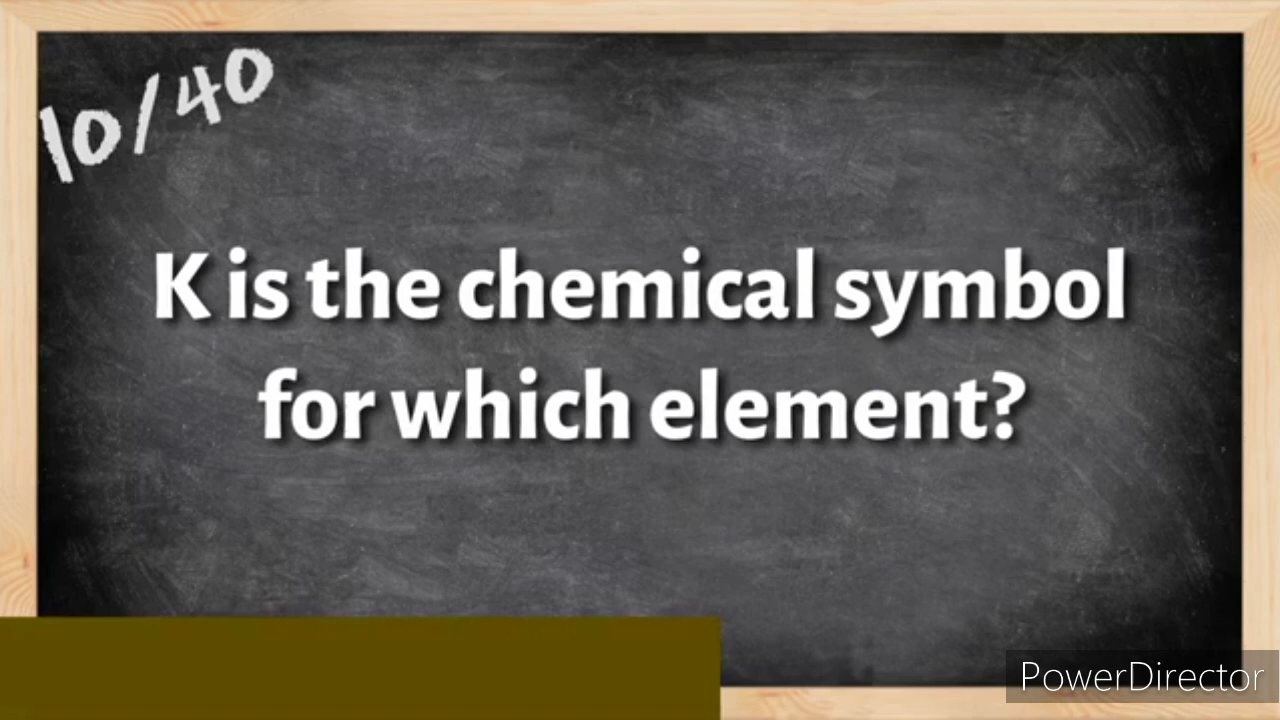 10/40
K is the chemical symbol
for which element?
PowerDirector